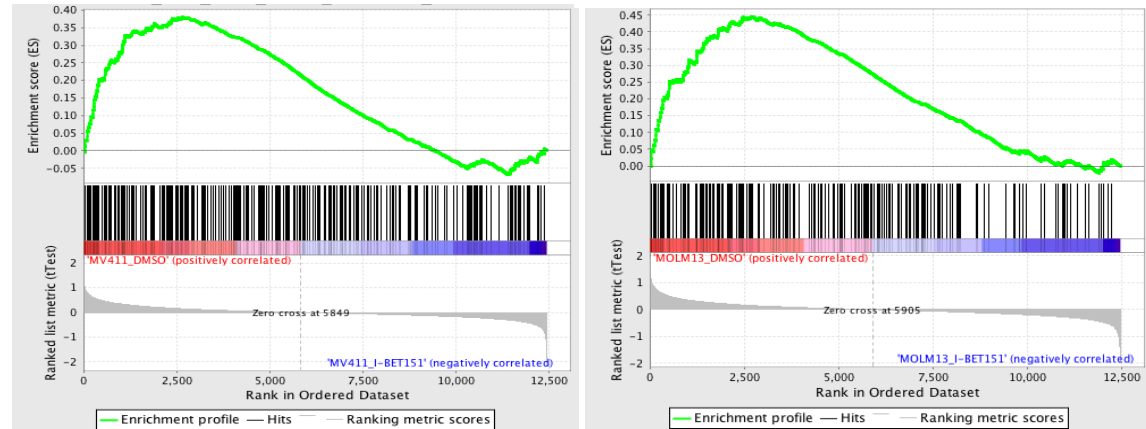 0.40
0.35
0.30
0.25
0.20
0.15
0.10
0.05
0.00
-0.05
Enrichment score (ES)
'MV411_DMSO' (positively correlated)
2
1
0
-1
-2
Ranked list metric (tTest)
Zero cross at 5849
'MV411_I-BET151' (negatively correlated)
0 2,500 5,000 7,500 10,000 12,500
Rank in Ordered Dataset
Enrichment profile Hits Ranking metric scores
0.45
0.40
0.35
0.30
0.25
0.20
0.15
0.10
0.05
0.00
Enrichment score (ES)
'MOLM13_DMSO' (positively correlated)
2
1
0
-1
-2
Ranked list metric (tTest)
Zero cross at 5905
'MOLM13_I-BET151' (negatively correlated)
0 2,500 5,000 7,500 10,000 12,500
Rank in Ordered Dataset
Enrichment profile Hits Ranking metric scores